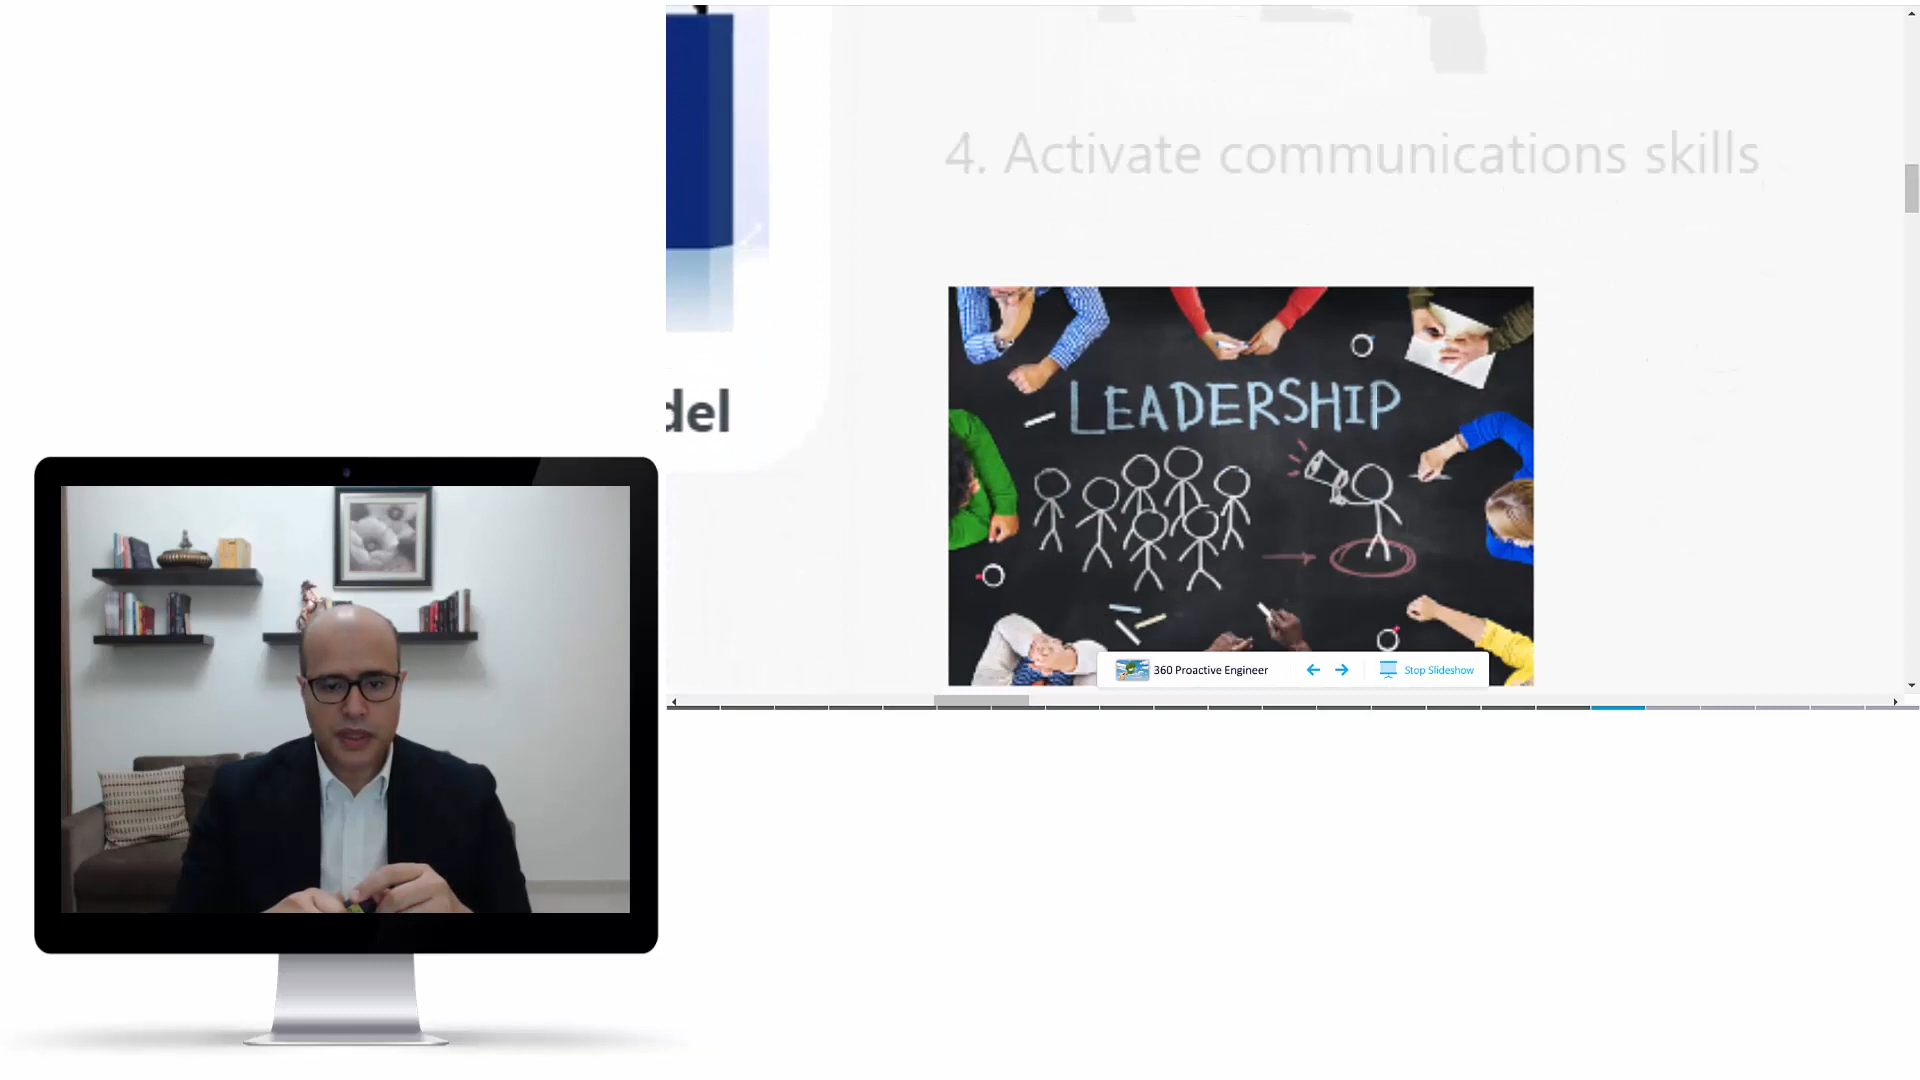 4. Activate communications skills
del
LEADERSHIP
360 Proactive Engineer
Stop Slideshow